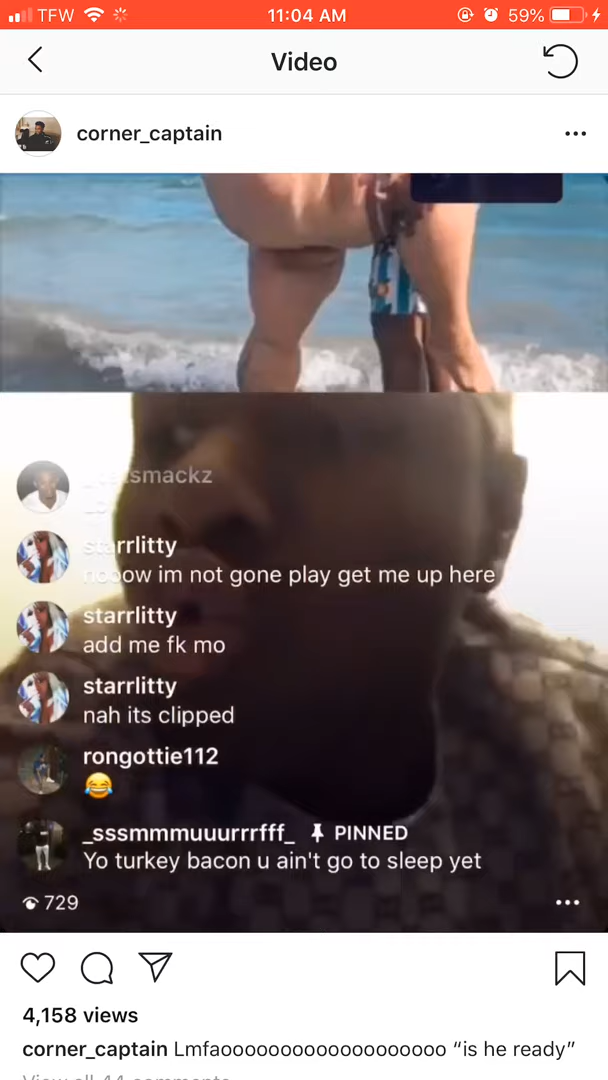 TFW 11:04 AM 59%
Video
corner_captain
smackz
starrlitty
nooow im not gone play get me up here
starrlitty
add me fk mo
starrlitty
nah its clipped
rongottie112
😂
_sssmmmuuurrrfff_ PINNED
Yo turkey bacon u ain't go to sleep yet
729
4,158 views
corner_captain Lmfaooooooooooooooooooo “is he ready”
View all 44 comments